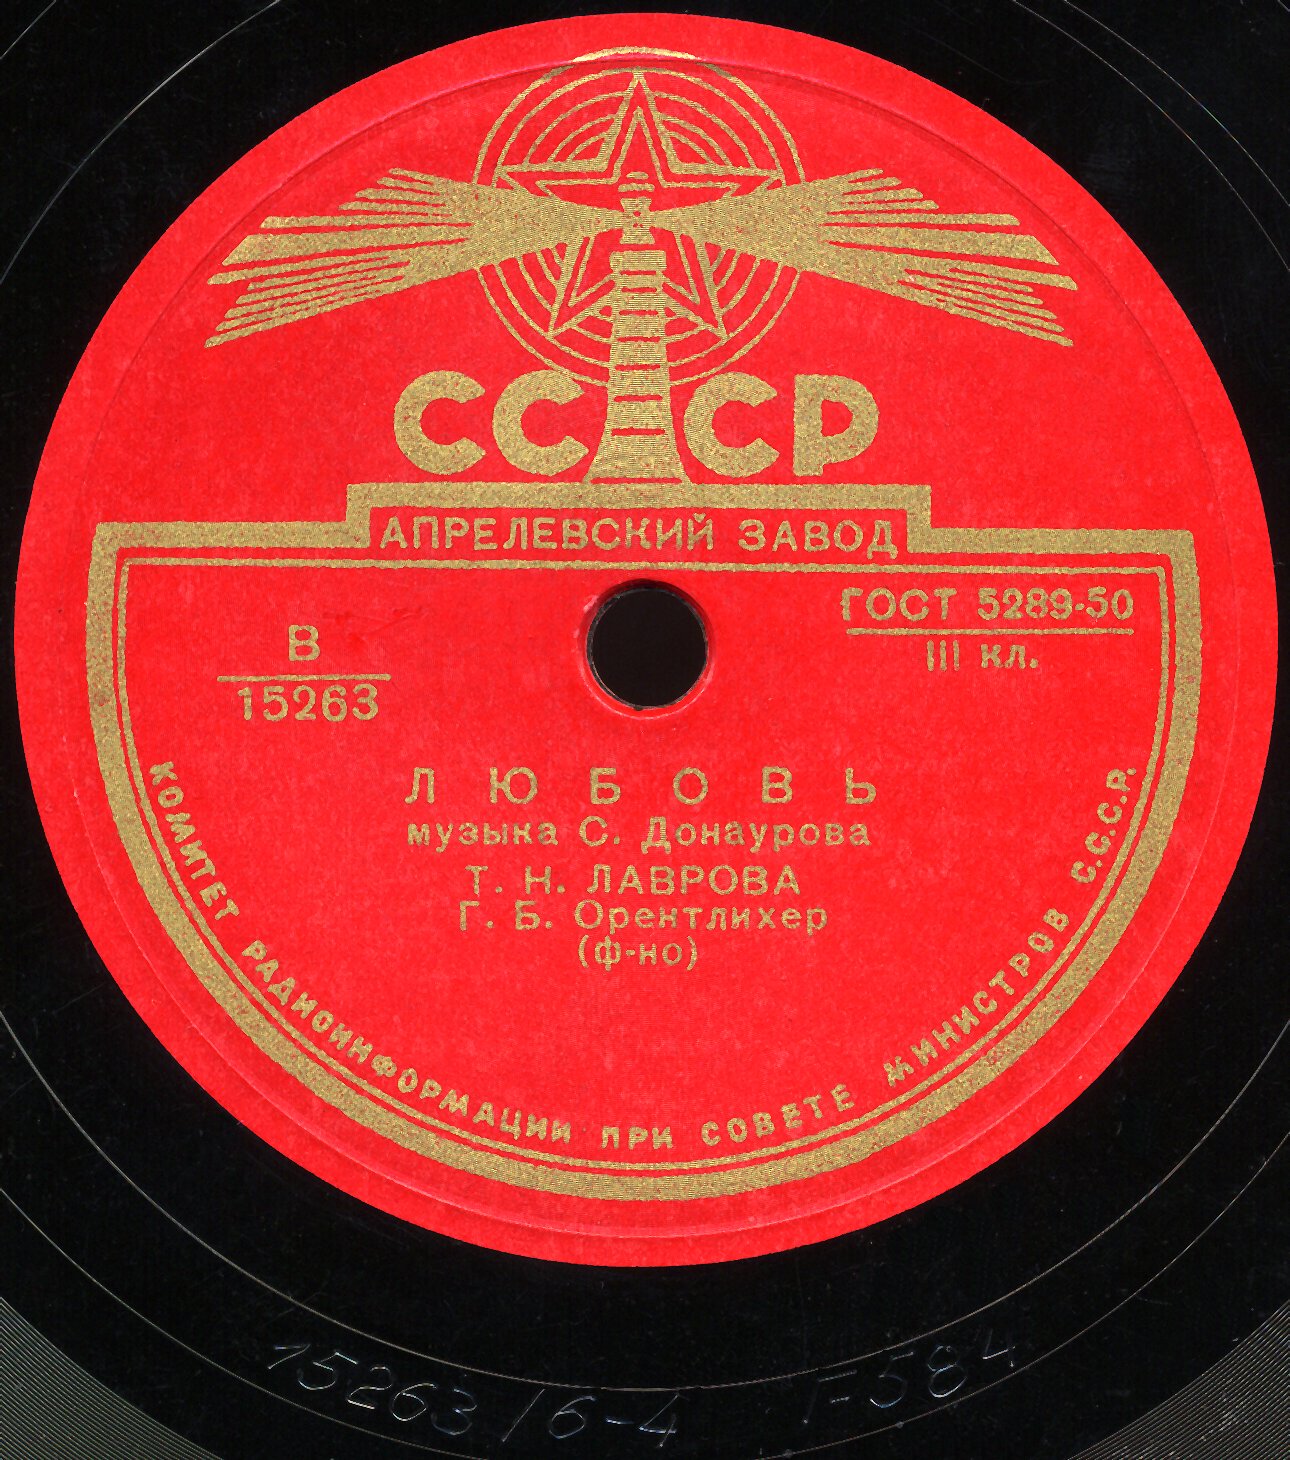 СССР
АПРЕЛЕВСКИЙ ЗАВОД
ГОСТ 5289-50
III кл.
В
15263
ЛЮБОВЬ
музыка С. Донаурова
Т. Н. ЛАВРОВА
Г. Б. Орентлихер
(ф-но)
КОМИТЕТ РАДИОИНФОРМАЦИИ ПРИ СОВЕТЕ МИНИСТРОВ С.С.С.Р.
15263/6-4 Г-584